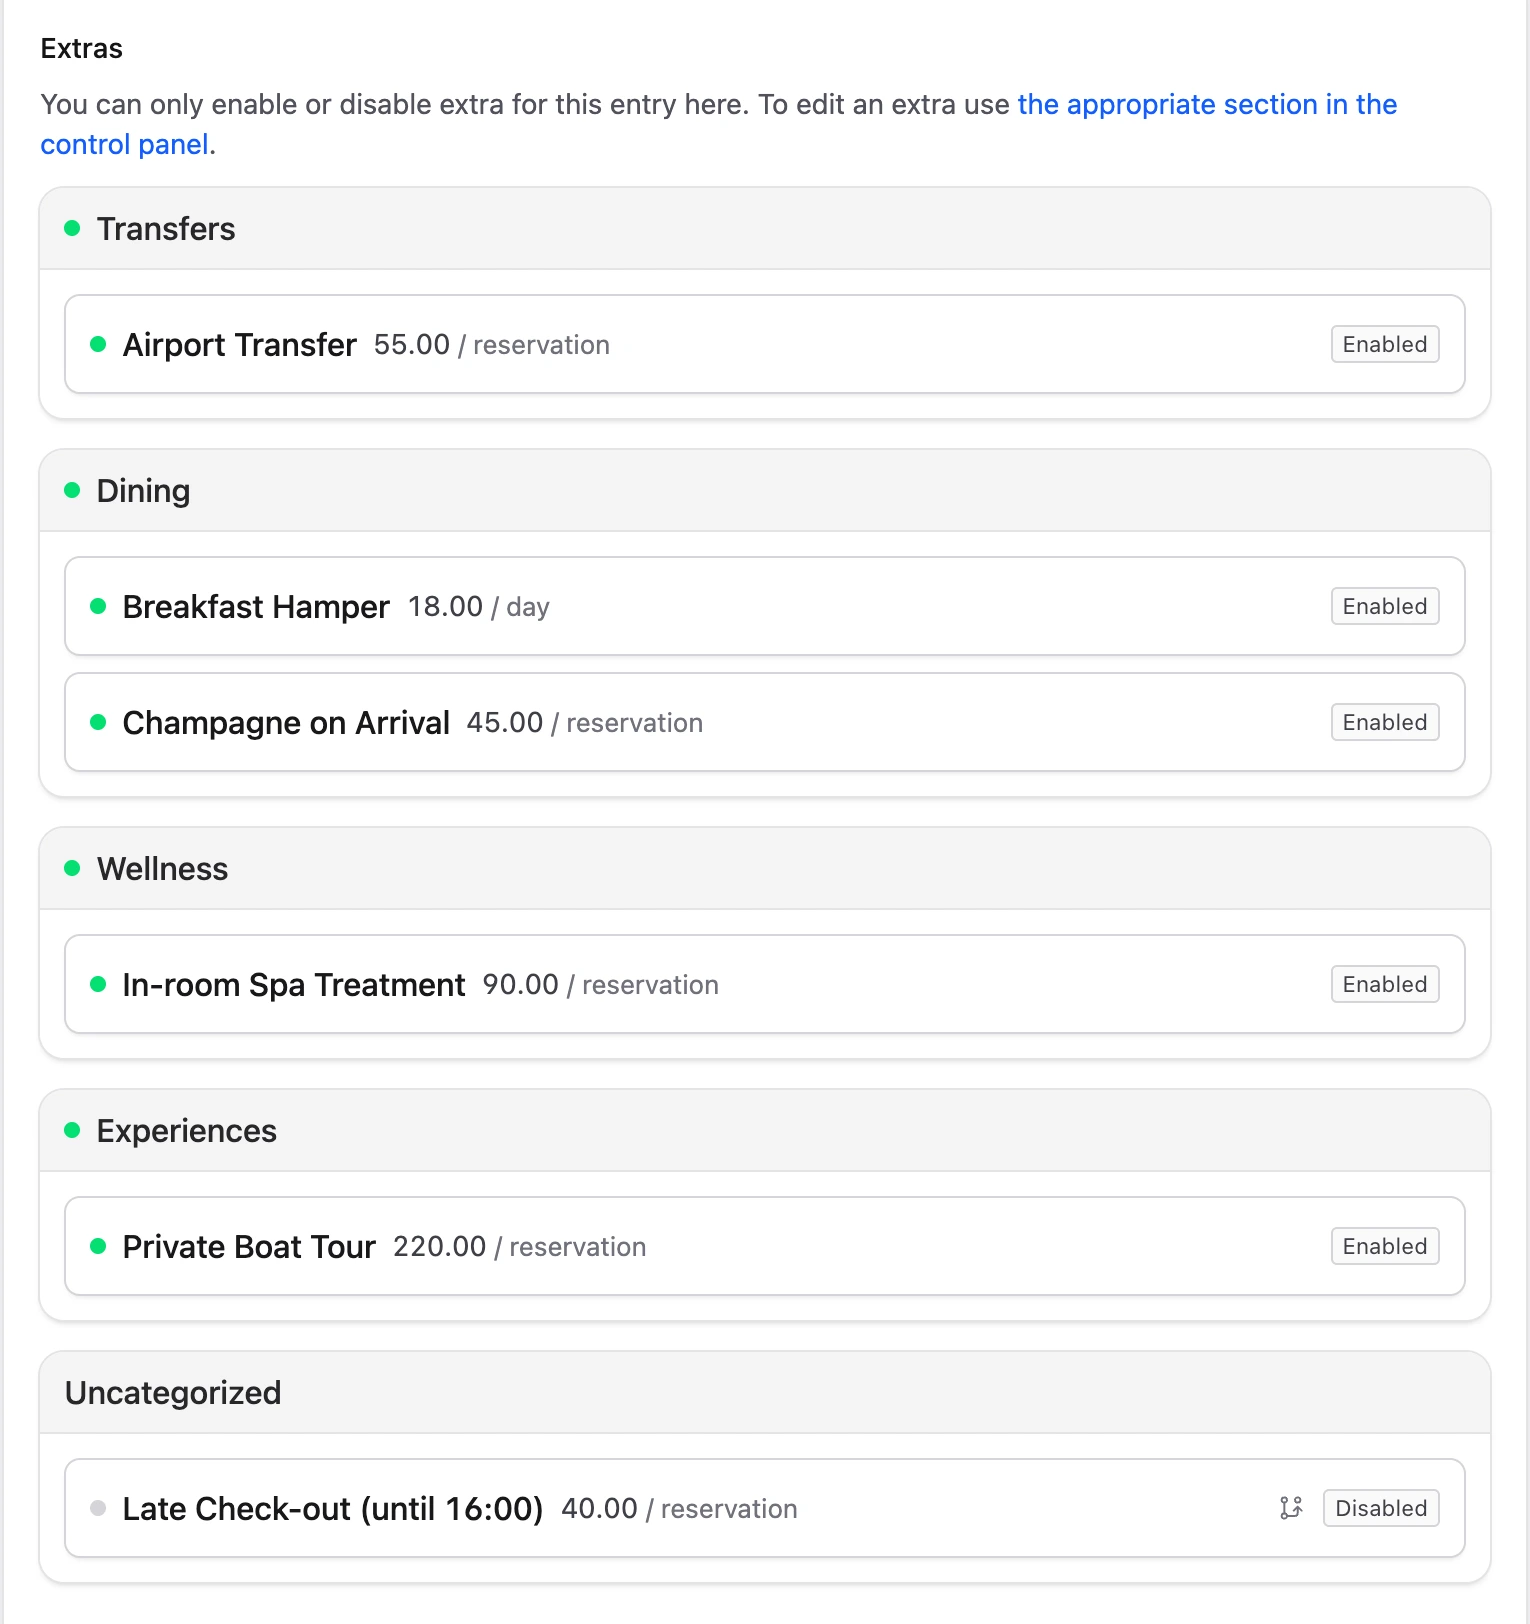 Extras
You can only enable or disable extra for this entry here. To edit an extra use the appropriate section in the
control panel.
Transfers
Airport Transfer 55.00 / reservation Enabled
Dining
Breakfast Hamper 18.00 / day Enabled
Champagne on Arrival 45.00 / reservation Enabled
Wellness
In-room Spa Treatment 90.00 / reservation Enabled
Experiences
Private Boat Tour 220.00 / reservation Enabled
Uncategorized
Late Check-out (until 16:00) 40.00 / reservation Disabled